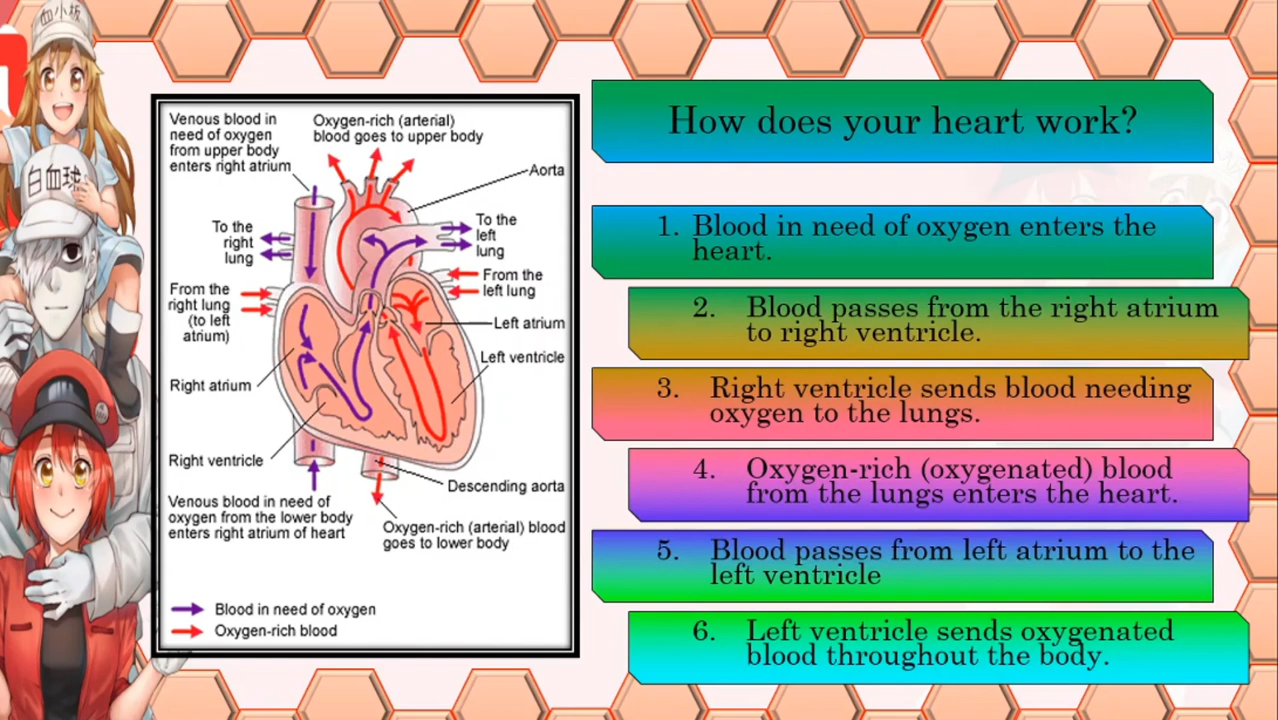 血小板
白血球
How does your heart work?
Venous blood in
need of oxygen
from upper body
enters right atrium
Oxygen-rich (arterial)
blood goes to upper body
Aorta
To the
right
lung
To the
left
lung
From the
right lung
(to left
atrium)
From the
left lung
Left atrium
Left ventricle
Right atrium
Right ventricle
Descending aorta
Venous blood in need of
oxygen from the lower body
enters right atrium of heart
Oxygen-rich (arterial) blood
goes to lower body
Blood in need of oxygen
Oxygen-rich blood
1. Blood in need of oxygen enters the
heart.
2. Blood passes from the right atrium
to right ventricle.
3. Right ventricle sends blood needing
oxygen to the lungs.
4. Oxygen-rich (oxygenated) blood
from the lungs enters the heart.
5. Blood passes from left atrium to the
left ventricle
6. Left ventricle sends oxygenated
blood throughout the body.